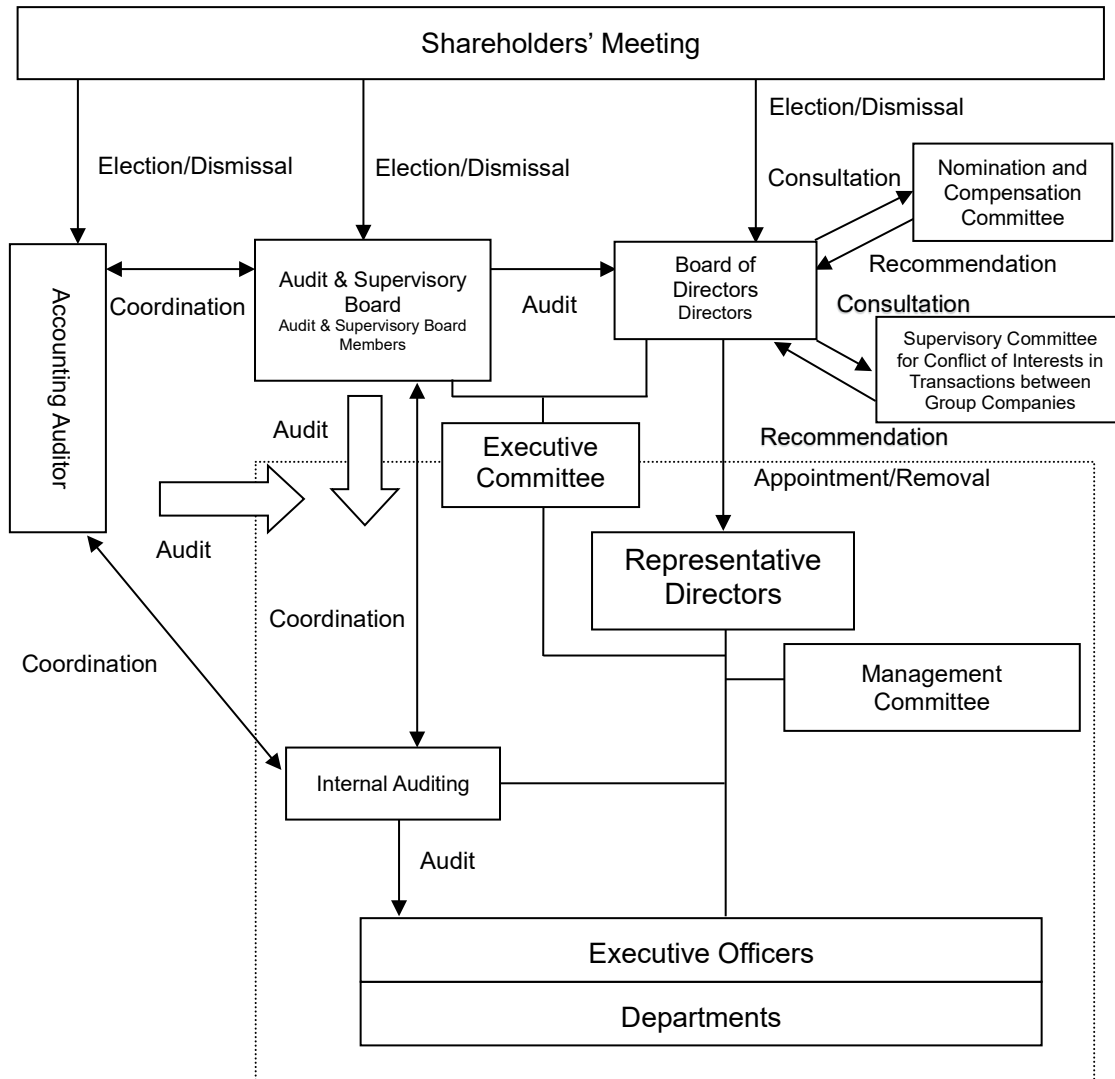 Shareholders’ Meeting
Election/Dismissal
Election/Dismissal
Election/Dismissal
Consultation
Nomination and
Compensation
Committee
Recommendation
Accounting Auditor
Coordination
Audit & Supervisory
Board
Audit & Supervisory Board
Members
Audit
Board of
Directors
Directors
Consultation
Supervisory Committee
for Conflict of Interests in
Transactions between
Group Companies
Recommendation
Audit
Executive
Committee
Appointment/Removal
Audit
Representative
Directors
Coordination
Coordination
Management
Committee
Internal Auditing
Audit
Executive Officers
Departments